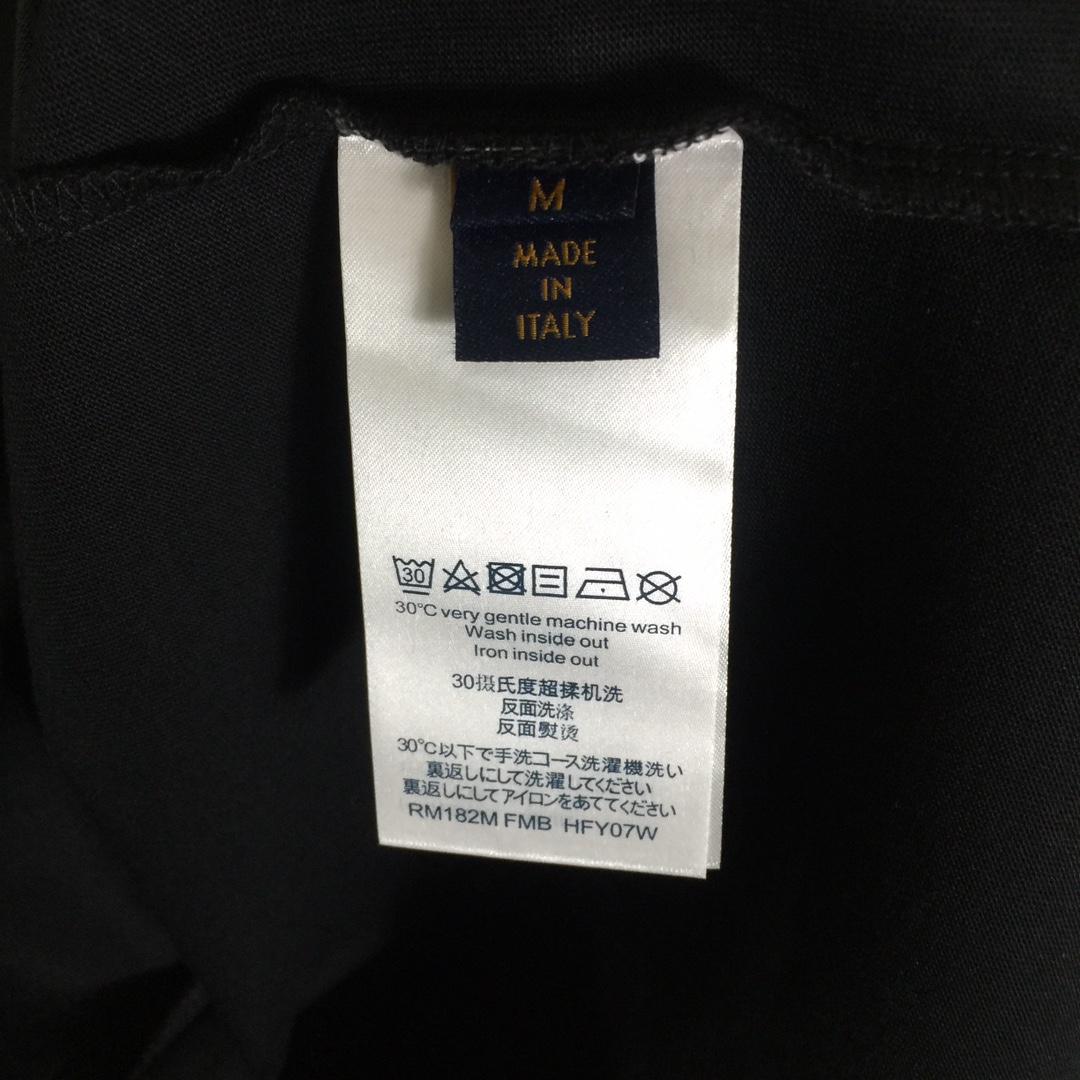 M
MADE
IN
ITALY
30
30°C very gentle machine wash
Wash inside out
Iron inside out
30摄氏度超揉机洗
反面洗涤
反面熨烫
30°C以下で手洗コース洗濯機洗い
裏返しにして洗濯してください
裏返しにしてアイロンをあててください
RM182M FMB HFY07W